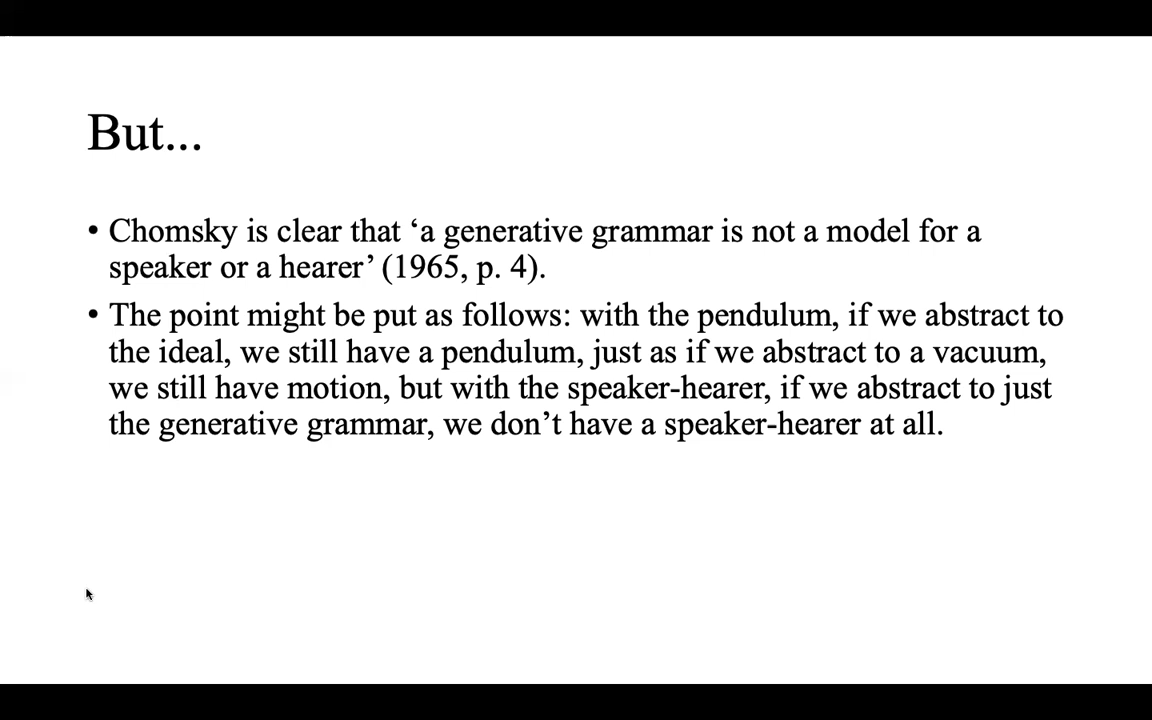 But...
• Chomsky is clear that ‘a generative grammar is not a model for a
speaker or a hearer’ (1965, p. 4).
• The point might be put as follows: with the pendulum, if we abstract to
the ideal, we still have a pendulum, just as if we abstract to a vacuum,
we still have motion, but with the speaker-hearer, if we abstract to just
the generative grammar, we don’t have a speaker-hearer at all.